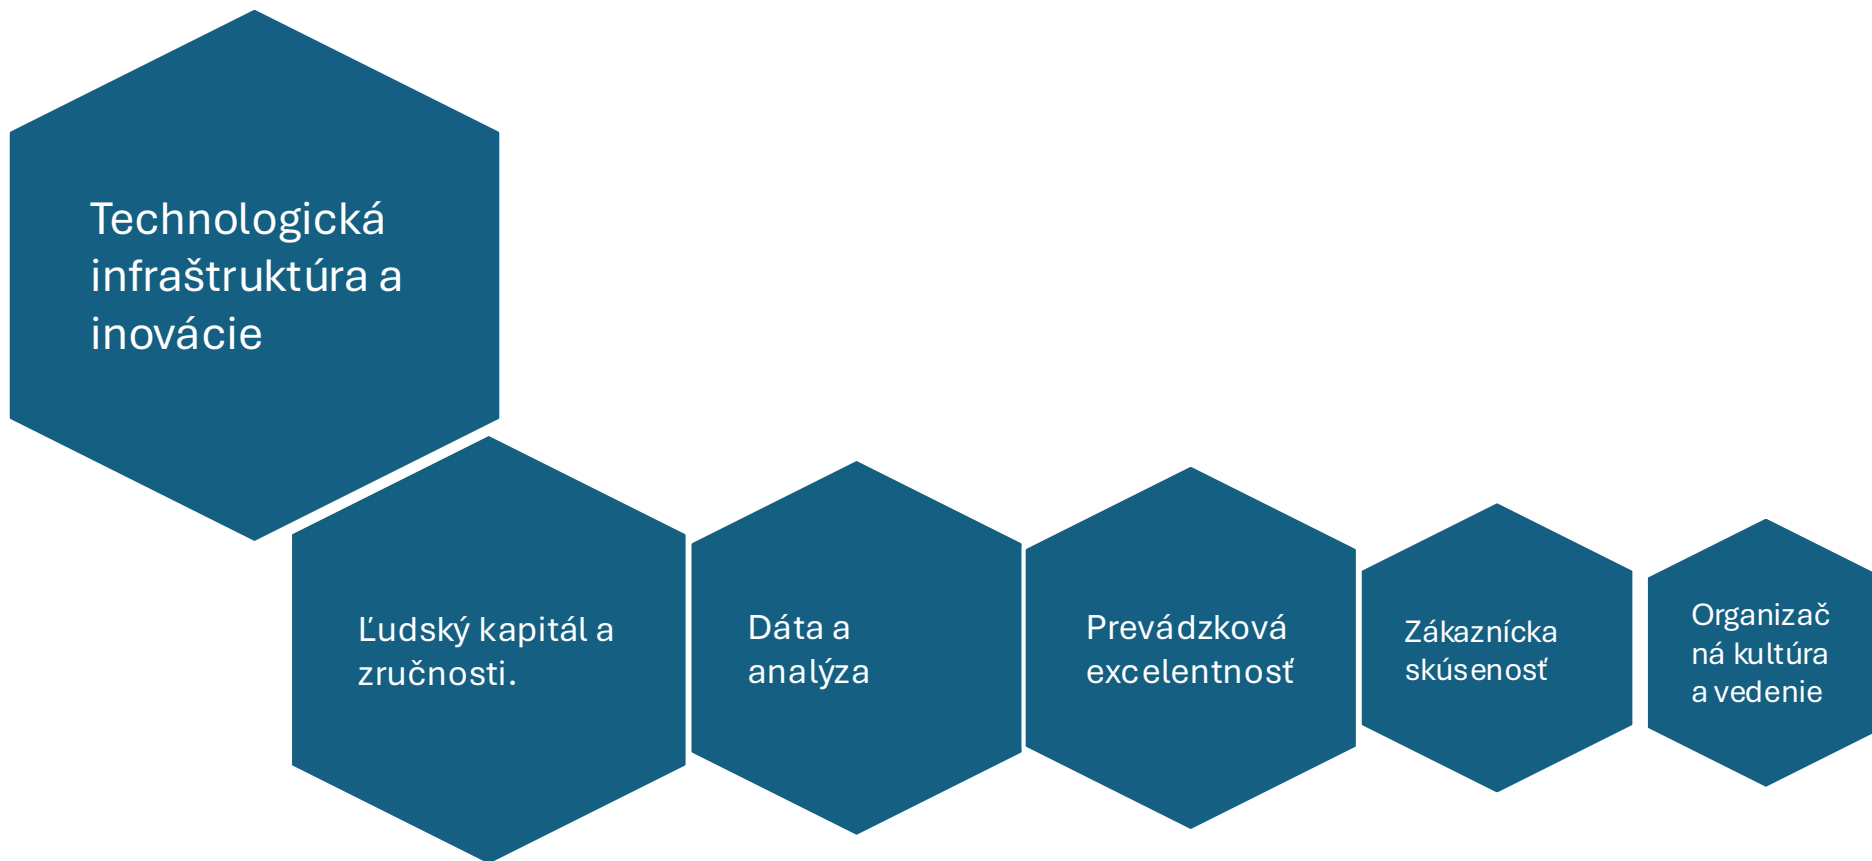 Technologická
infraštruktúra a
inovácie
Ľudský kapitál a
zručnosti.
Dáta a
analýza
Prevádzková
excelentnosť
Zákaznícka
skúsenosť
Organizač
ná kultúra
a vedenie